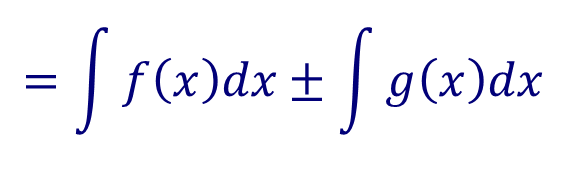 = ∫ f(x)dx ± ∫ g(x)dx